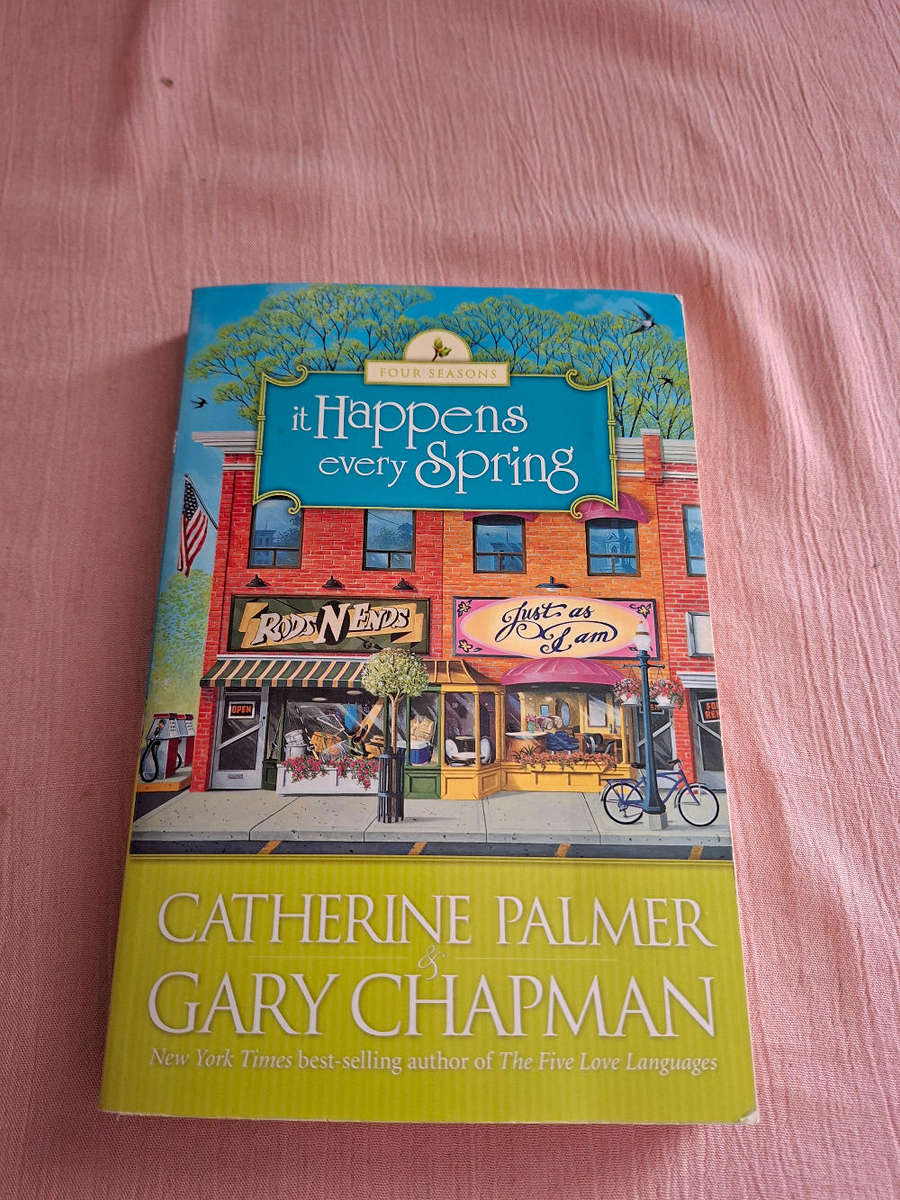 FOUR SEASONS
it Happens
every Spring
RODS N ENDS
Just as
I am
OPEN
FOR
CATHERINE PALMER
&
GARY CHAPMAN
New York Times best-selling author of The Five Love Languages